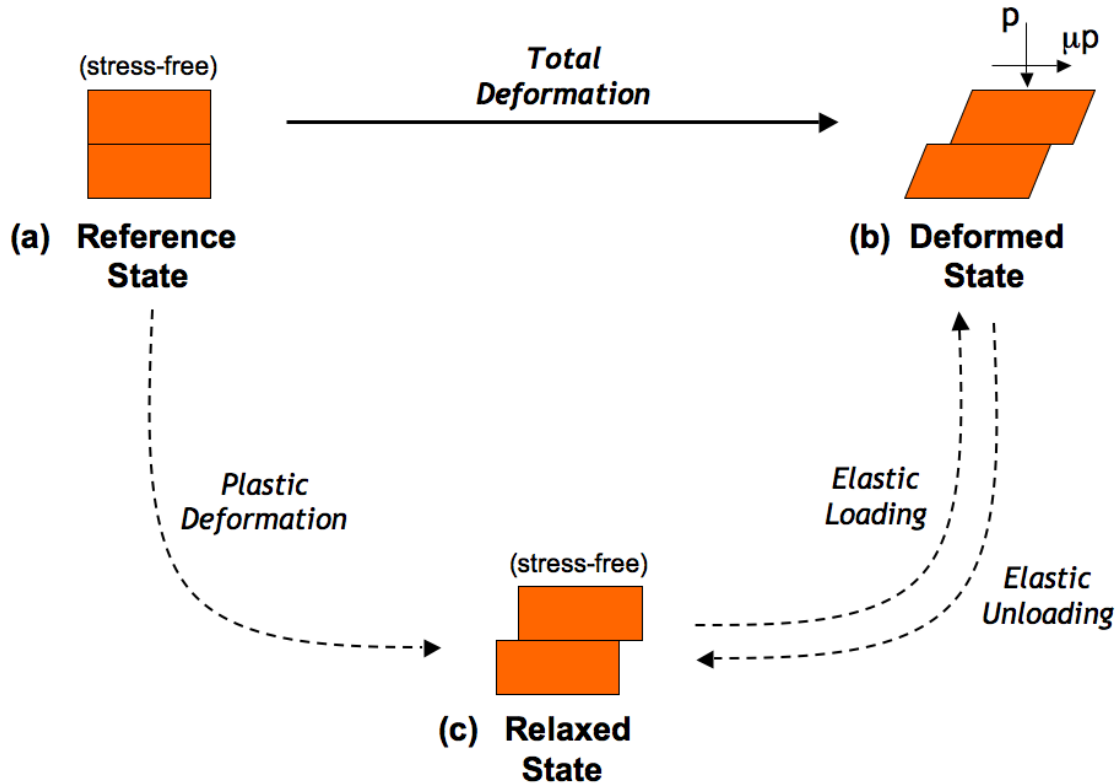 p
μp
(stress-free)
Total
Deformation
(a) Reference
State
(b) Deformed
State
Plastic
Deformation
Elastic
Loading
Elastic
Unloading
(stress-free)
(c) Relaxed
State